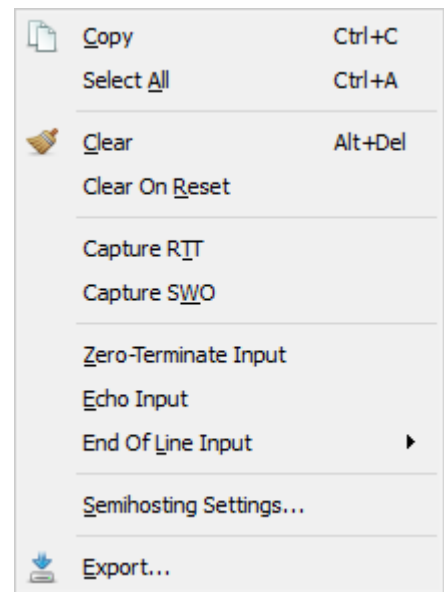 Copy Ctrl+C
Select All Ctrl+A
Clear Alt+Del
Clear On Reset
Capture RTT
Capture SWO
Zero-Terminate Input
Echo Input
End Of Line Input
Semihosting Settings...
Export...